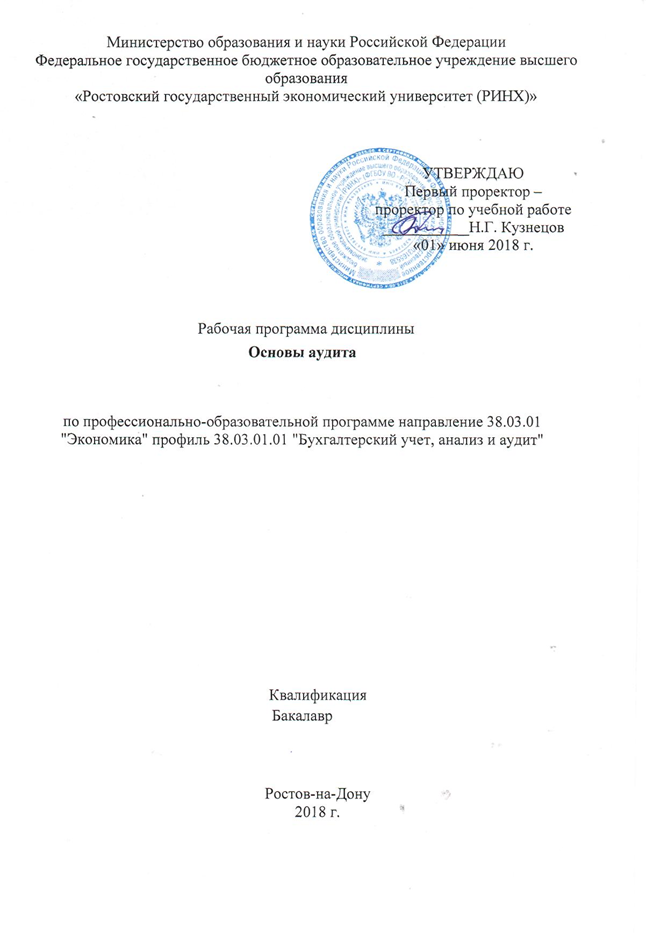 Министерство образования и науки Российской Федерации
Федеральное государственное бюджетное образовательное учреждение высшего
образования
«Ростовский государственный экономический университет (РИНХ)»
УТВЕРЖДАЮ
Первый проректор –
проректор по учебной работе
Н.Г. Кузнецов
«01» июня 2018 г.
Рабочая программа дисциплины
Основы аудита
по профессионально-образовательной программе направление 38.03.01
"Экономика" профиль 38.03.01.01 "Бухгалтерский учет, анализ и аудит"
Квалификация
Бакалавр
Ростов-на-Дону
2018 г.